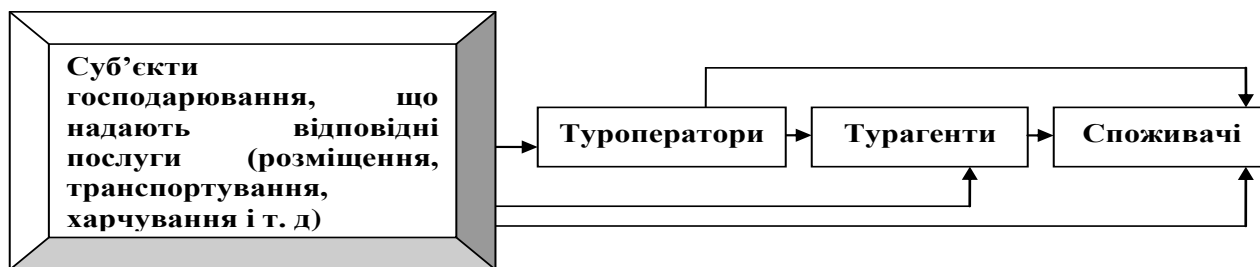 Суб’єкти
господарювання, що
надають відповідні
послуги (розміщення,
транспортування,
харчування і т. д)
Туроператори
Турагенти
Споживачі